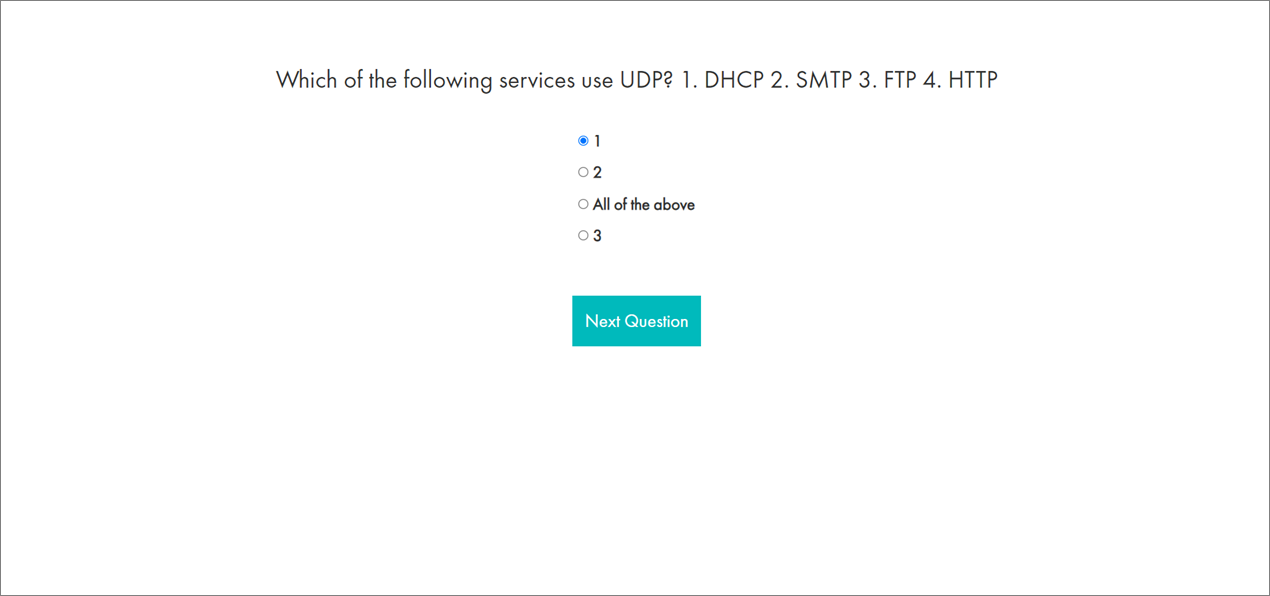 Which of the following services use UDP? 1. DHCP 2. SMTP 3. FTP 4. HTTP
1
2
All of the above
3
Next Question